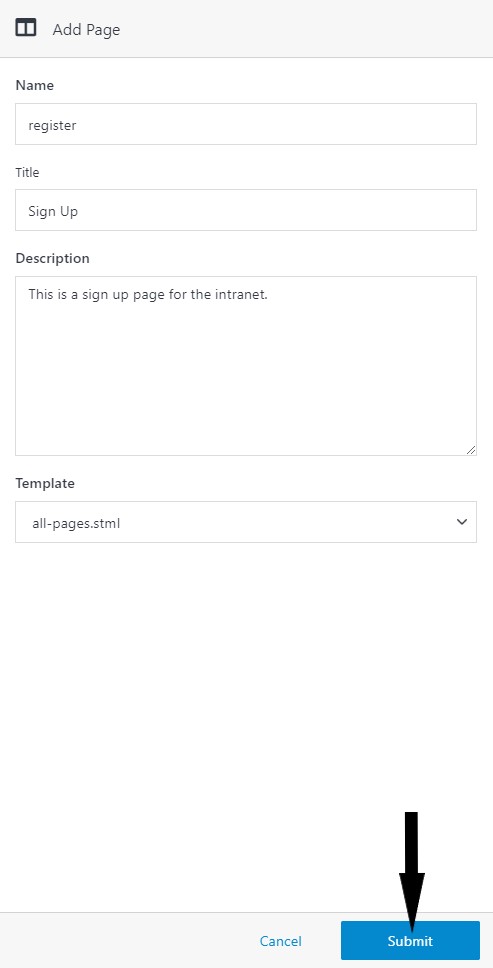 Add Page
Name
register
Title
Sign Up
Description
This is a sign up page for the intranet.
Template
all-pages.stml
Cancel
Submit